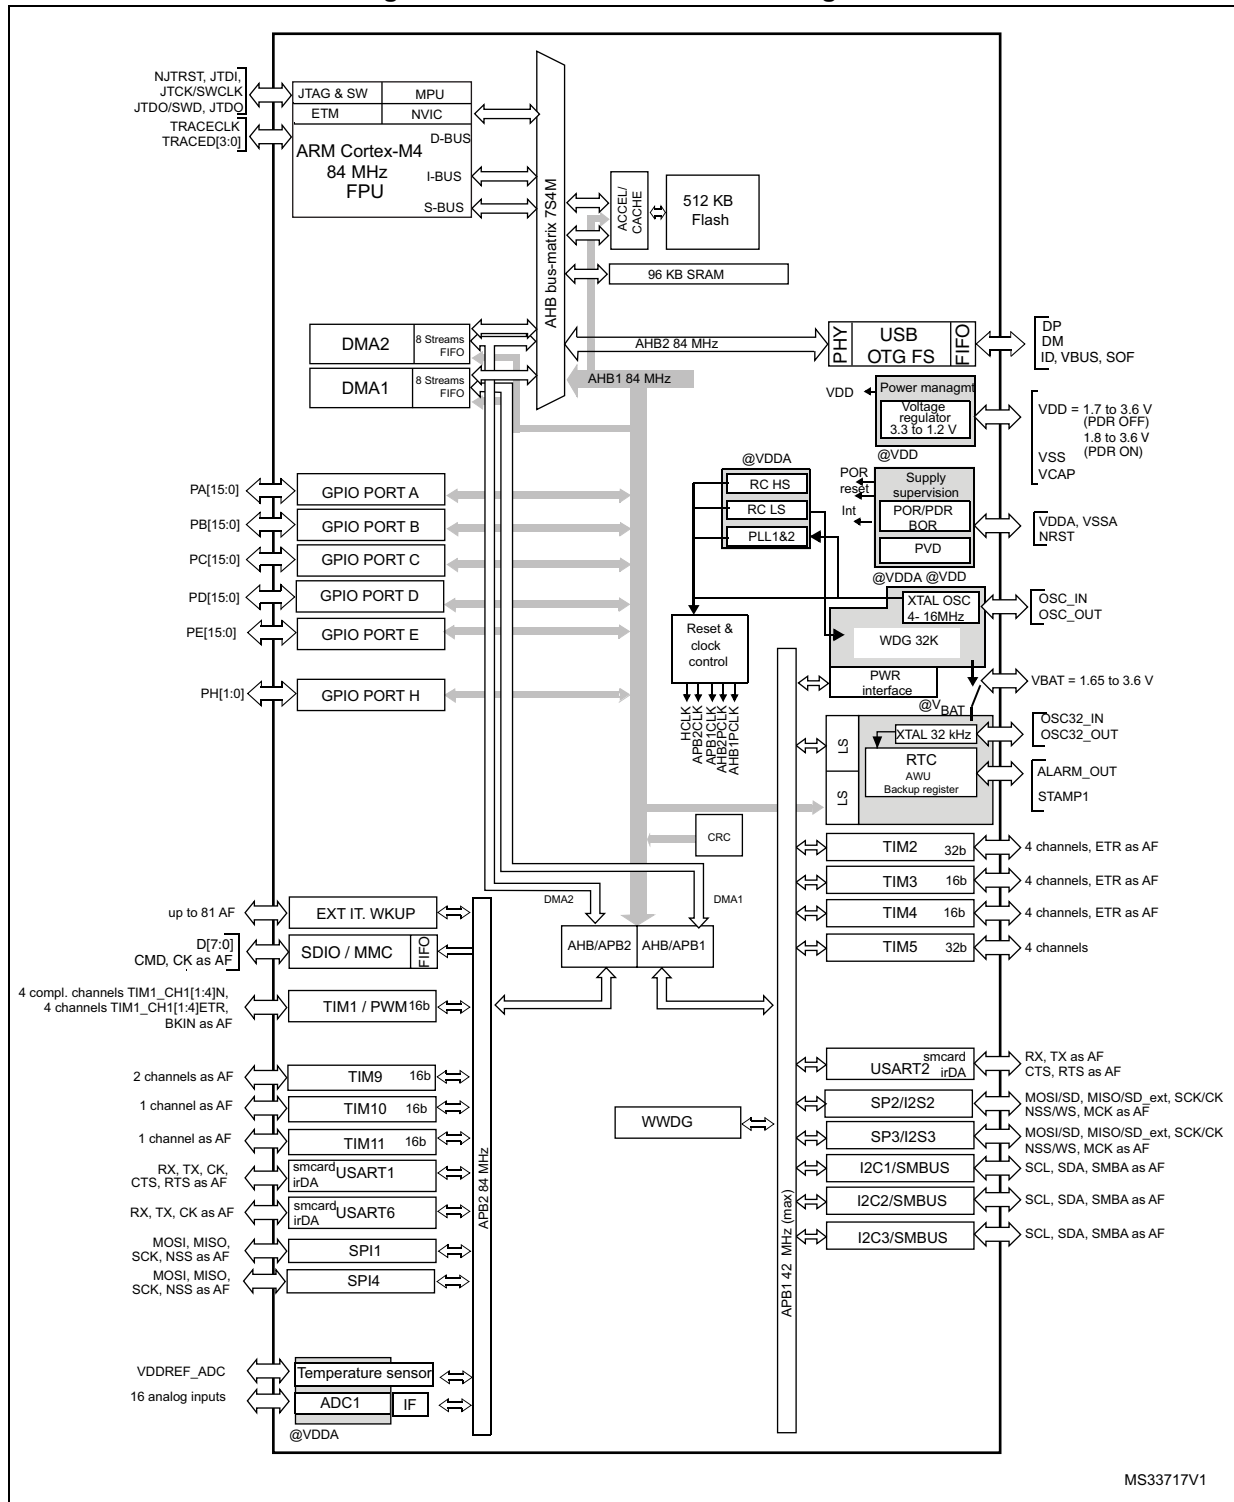 NJTRST, JTDI,
JTCK/SWCLK
JTDO/SWD, JTDO
TRACECLK
TRACED[3:0]
JTAG & SW
MPU
ETM
NVIC
D-BUS
ARM Cortex-M4
84 MHz
FPU
I-BUS
S-BUS
AHB bus-matrix 7S4M
ACCEL/
CACHE
512 KB
Flash
96 KB SRAM
DMA2
8 Streams
FIFO
DMA1
8 Streams
FIFO
AHB2 84 MHz
AHB1 84 MHz
PHY
USB
OTG FS
FIFO
DP
DM
ID, VBUS, SOF
VDD
Power managmt
Voltage
regulator
3.3 to 1.2 V
@VDD
VDD = 1.7 to 3.6 V
(PDR OFF)
1.8 to 3.6 V
(PDR ON)
VSS
VCAP
@VDDA
RC HS
RC LS
PLL1&2
POR
reset
Int
Supply
supervision
POR/PDR
BOR
PVD
VDDA, VSSA
NRST
@VDDA @VDD
PA[15:0]
GPIO PORT A
PB[15:0]
GPIO PORT B
PC[15:0]
GPIO PORT C
PD[15:0]
GPIO PORT D
PE[15:0]
GPIO PORT E
PH[1:0]
GPIO PORT H
XTAL OSC
4- 16MHz
WDG 32K
OSC_IN
OSC_OUT
Reset &
clock
control
HCLK
APB2CLK
APB1CLK
AHB2PCLK
AHB1PCLK
PWR
interface
VBAT = 1.65 to 3.6 V
@VBAT
LS
LS
XTAL 32 kHz
RTC
AWU
Backup register
OSC32_IN
OSC32_OUT
ALARM_OUT
STAMP1
CRC
DMA2
DMA1
AHB/APB2
AHB/APB1
TIM2
32b
4 channels, ETR as AF
TIM3
16b
4 channels, ETR as AF
TIM4
16b
4 channels, ETR as AF
TIM5
32b
4 channels
up to 81 AF
EXT IT. WKUP
D[7:0]
CMD, CK as AF
SDIO / MMC
FIFO
4 compl. channels TIM1_CH1[1:4]N,
4 channels TIM1_CH1[1:4]ETR,
BKIN as AF
TIM1 / PWM
16b
2 channels as AF
TIM9
16b
1 channel as AF
TIM10
16b
1 channel as AF
TIM11
16b
RX, TX, CK,
CTS, RTS as AF
smcard
irDA
USART1
RX, TX, CK as AF
smcard
irDA
USART6
MOSI, MISO,
SCK, NSS as AF
SPI1
MOSI, MISO,
SCK, NSS as AF
SPI4
APB2 84 MHz
VDDREF_ADC
Temperature sensor
16 analog inputs
ADC1
IF
@VDDA
WWDG
APB1 42 MHz (max)
USART2
smcard
irDA
RX, TX as AF
CTS, RTS as AF
SP2/I2S2
MOSI/SD, MISO/SD_ext, SCK/CK
NSS/WS, MCK as AF
SP3/I2S3
MOSI/SD, MISO/SD_ext, SCK/CK
NSS/WS, MCK as AF
I2C1/SMBUS
SCL, SDA, SMBA as AF
I2C2/SMBUS
SCL, SDA, SMBA as AF
I2C3/SMBUS
SCL, SDA, SMBA as AF
MS33717V1